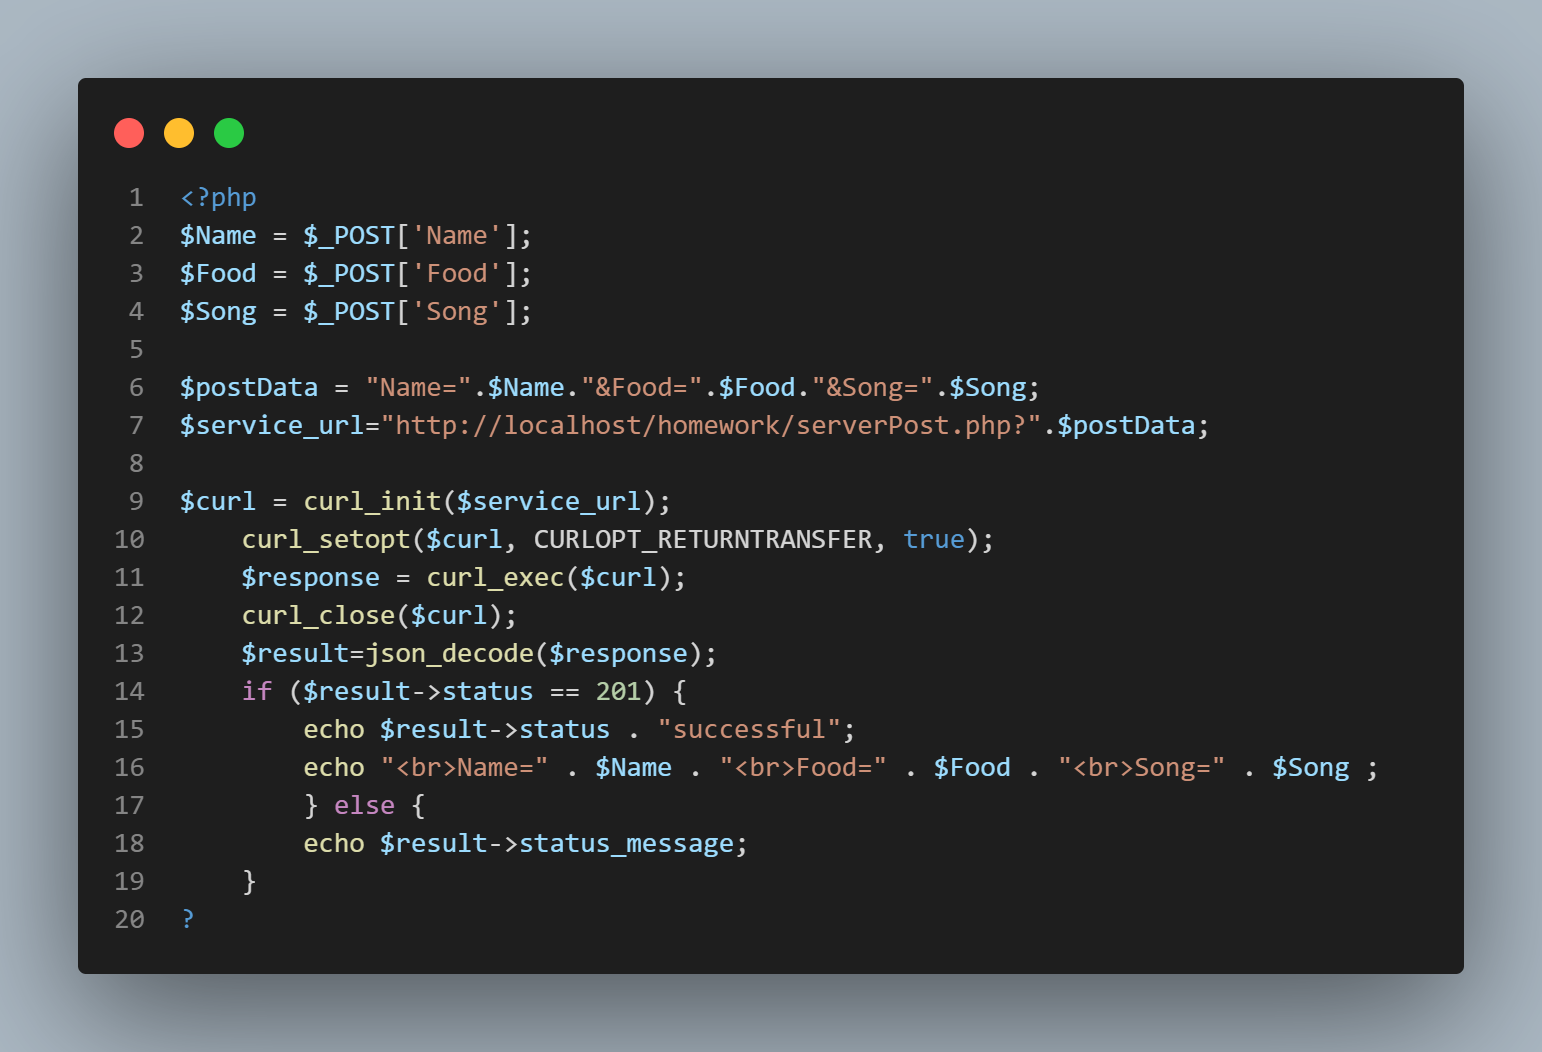 1 <?php
2 $Name = $_POST['Name'];
3 $Food = $_POST['Food'];
4 $Song = $_POST['Song'];
5
6 $postData = "Name=".$Name."&Food=".$Food."&Song=".$Song;
7 $service_url="http://localhost/homework/serverPost.php?".$postData;
8
9 $curl = curl_init($service_url);
10     curl_setopt($curl, CURLOPT_RETURNTRANSFER, true);
11     $response = curl_exec($curl);
12     curl_close($curl);
13     $result=json_decode($response);
14     if ($result->status == 201) {
15         echo $result->status . "successful";
16         echo "<br>Name=" . $Name . "<br>Food=" . $Food . "<br>Song=" . $Song ;
17         } else {
18         echo $result->status_message;
19     }
20 ?